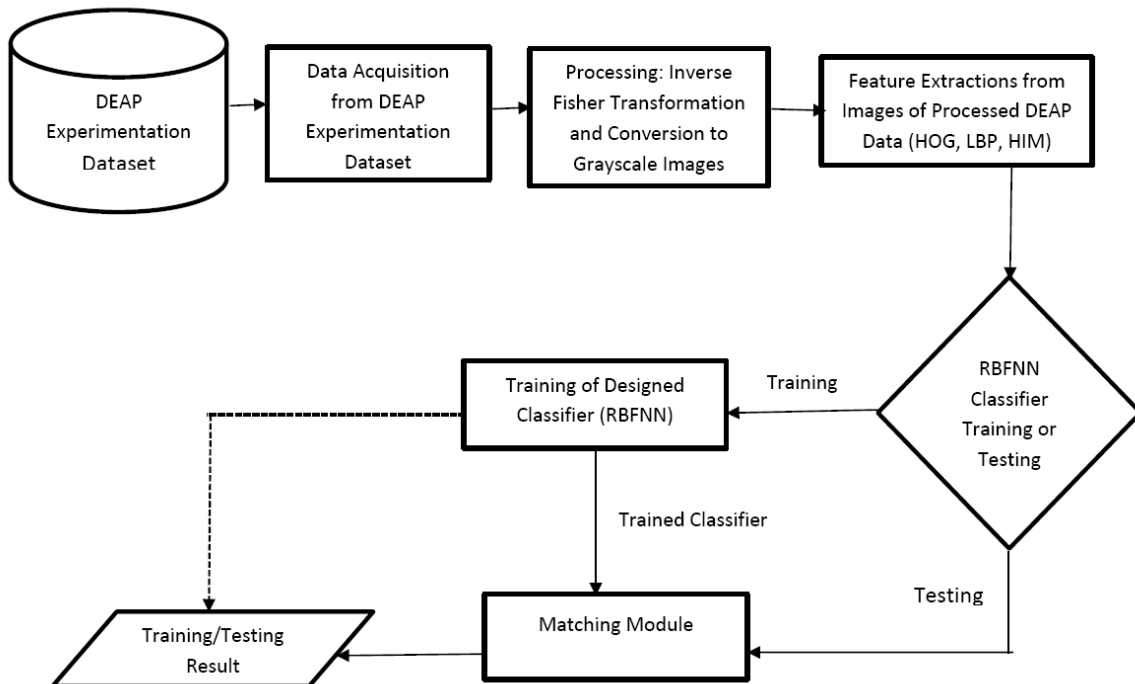 DEAP
Experimentation
Dataset
Data Acquisition
from DEAP
Experimentation
Dataset
Processing: Inverse
Fisher Transformation
and Conversion to
Grayscale Images
Feature Extractions from
Images of Processed DEAP
Data (HOG, LBP, HIM)
RBFNN
Classifier
Training or
Testing
Training
Training of Designed
Classifier (RBFNN)
Trained Classifier
Testing
Matching Module
Training/Testing
Result